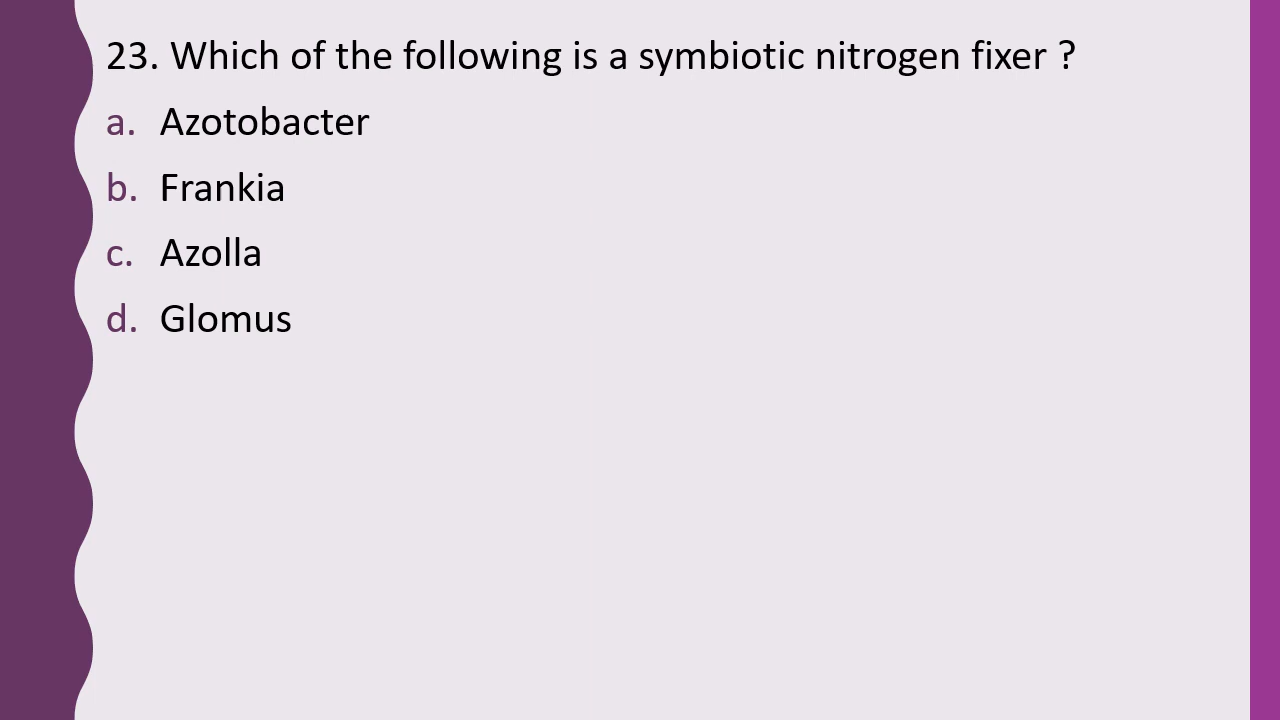 23. Which of the following is a symbiotic nitrogen fixer ?
a. Azotobacter
b. Frankia
c. Azolla
d. Glomus